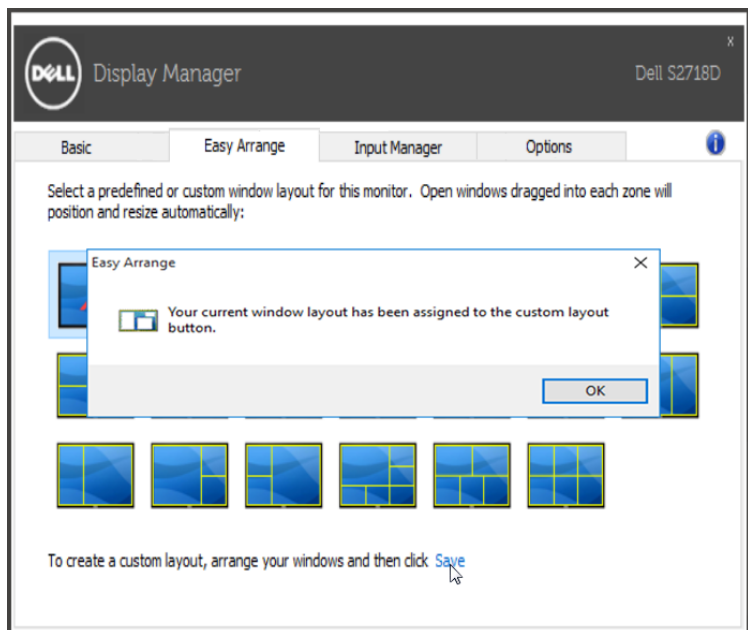 x
DELL Display Manager Dell S2718D
Basic Easy Arrange Input Manager Options i
Select a predefined or custom window layout for this monitor. Open windows dragged into each zone will
position and resize automatically:
Easy Arrange
Your current window layout has been assigned to the custom layout
button.
OK
To create a custom layout, arrange your windows and then click Save